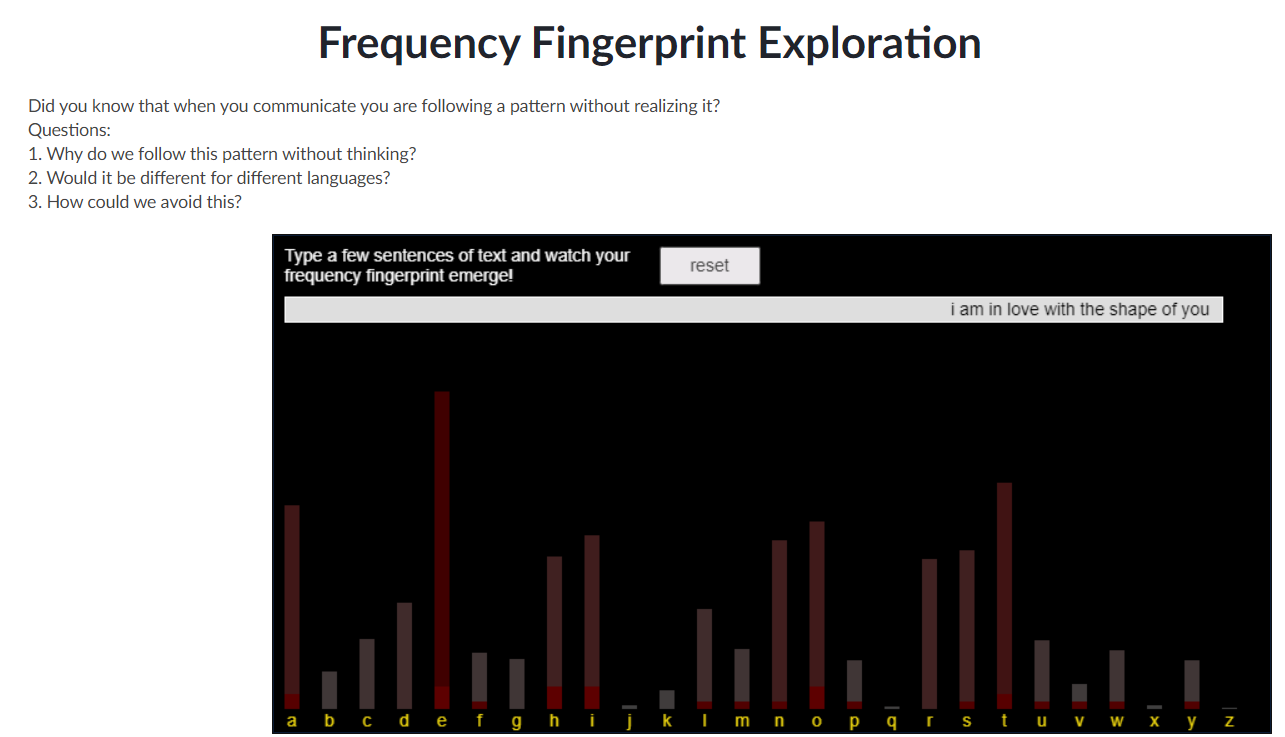 Frequency Fingerprint Exploration
Did you know that when you communicate you are following a pattern without realizing it?
Questions:
1. Why do we follow this pattern without thinking?
2. Would it be different for different languages?
3. How could we avoid this?
Type a few sentences of text and watch your
frequency fingerprint emerge!
reset
i am in love with the shape of you
a b c d e f g h i j k l m n o p q r s t u v w x y z